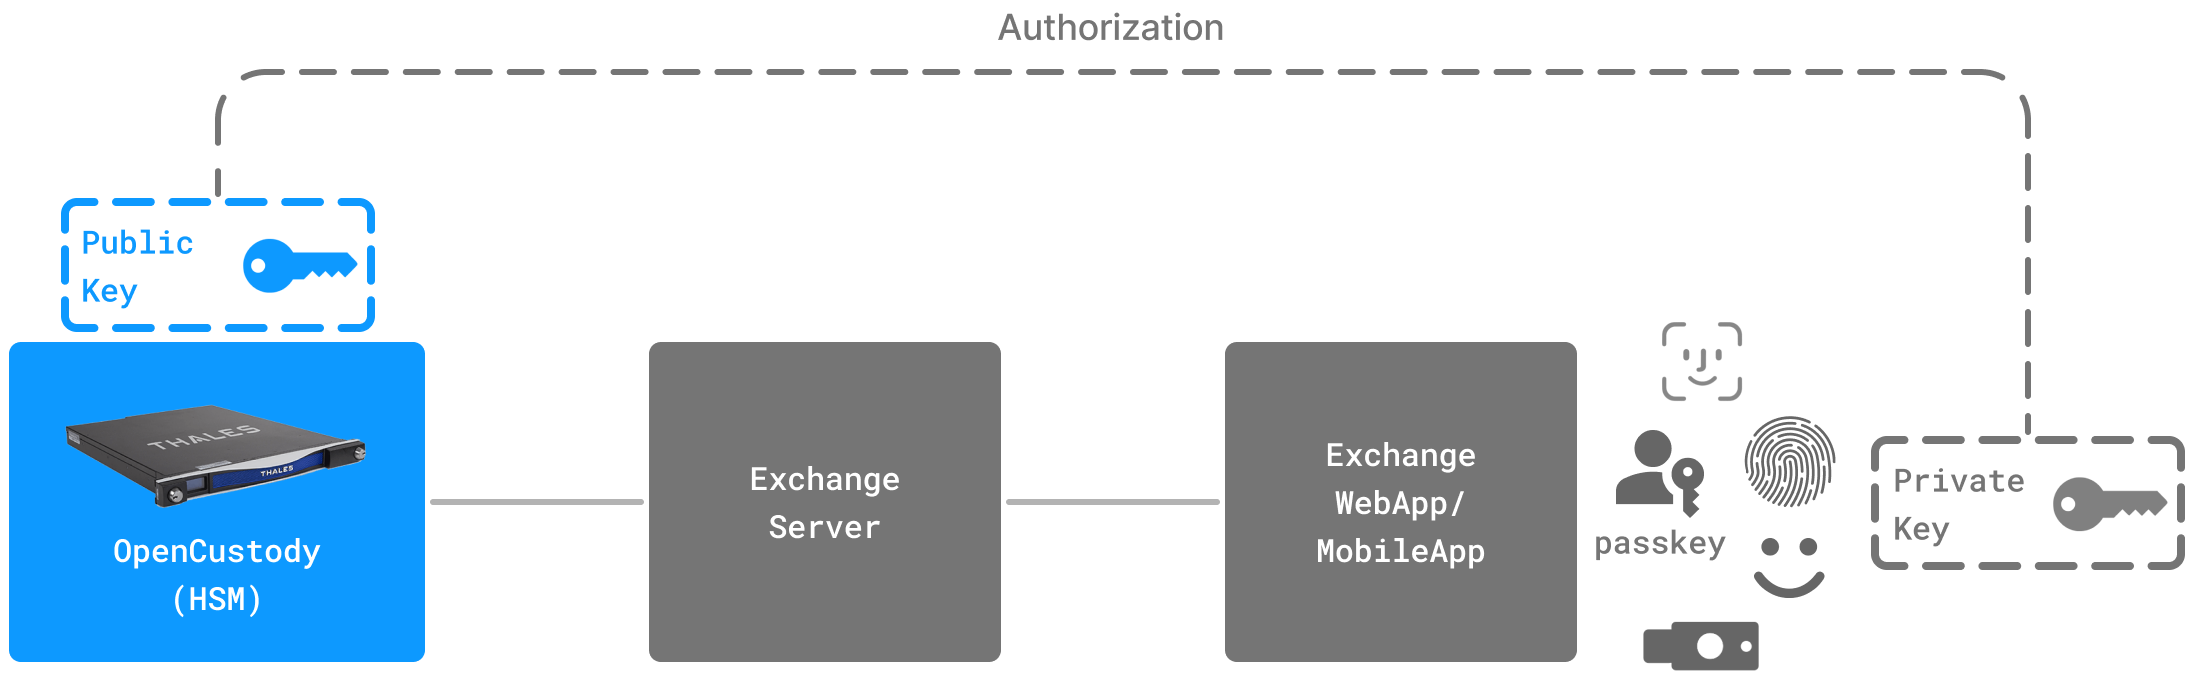 Authorization
Public
Key
THALES
THALES
OpenCustody
(HSM)
Exchange
Server
Exchange
WebApp/
MobileApp
passkey
Private
Key